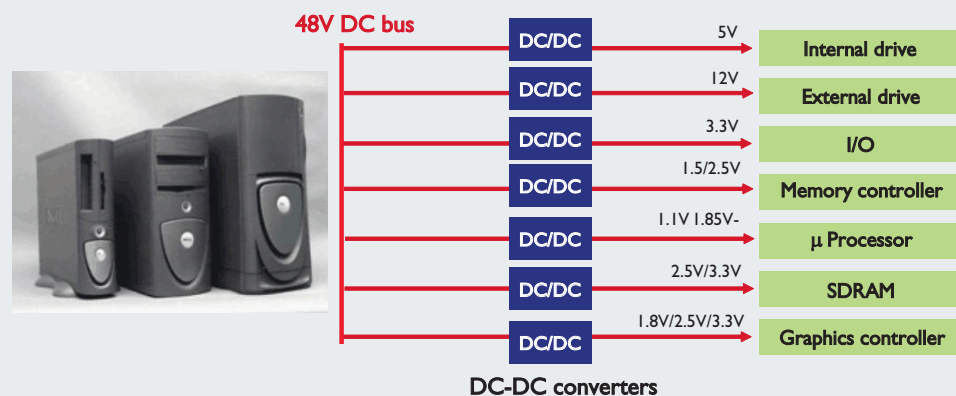 48V DC bus
DC/DC 5V Internal drive
DC/DC 12V External drive
DC/DC 3.3V I/O
DC/DC 1.5/2.5V Memory controller
DC/DC 1.1V 1.85V- µ Processor
DC/DC 2.5V/3.3V SDRAM
DC/DC 1.8V/2.5V/3.3V Graphics controller
DC-DC converters